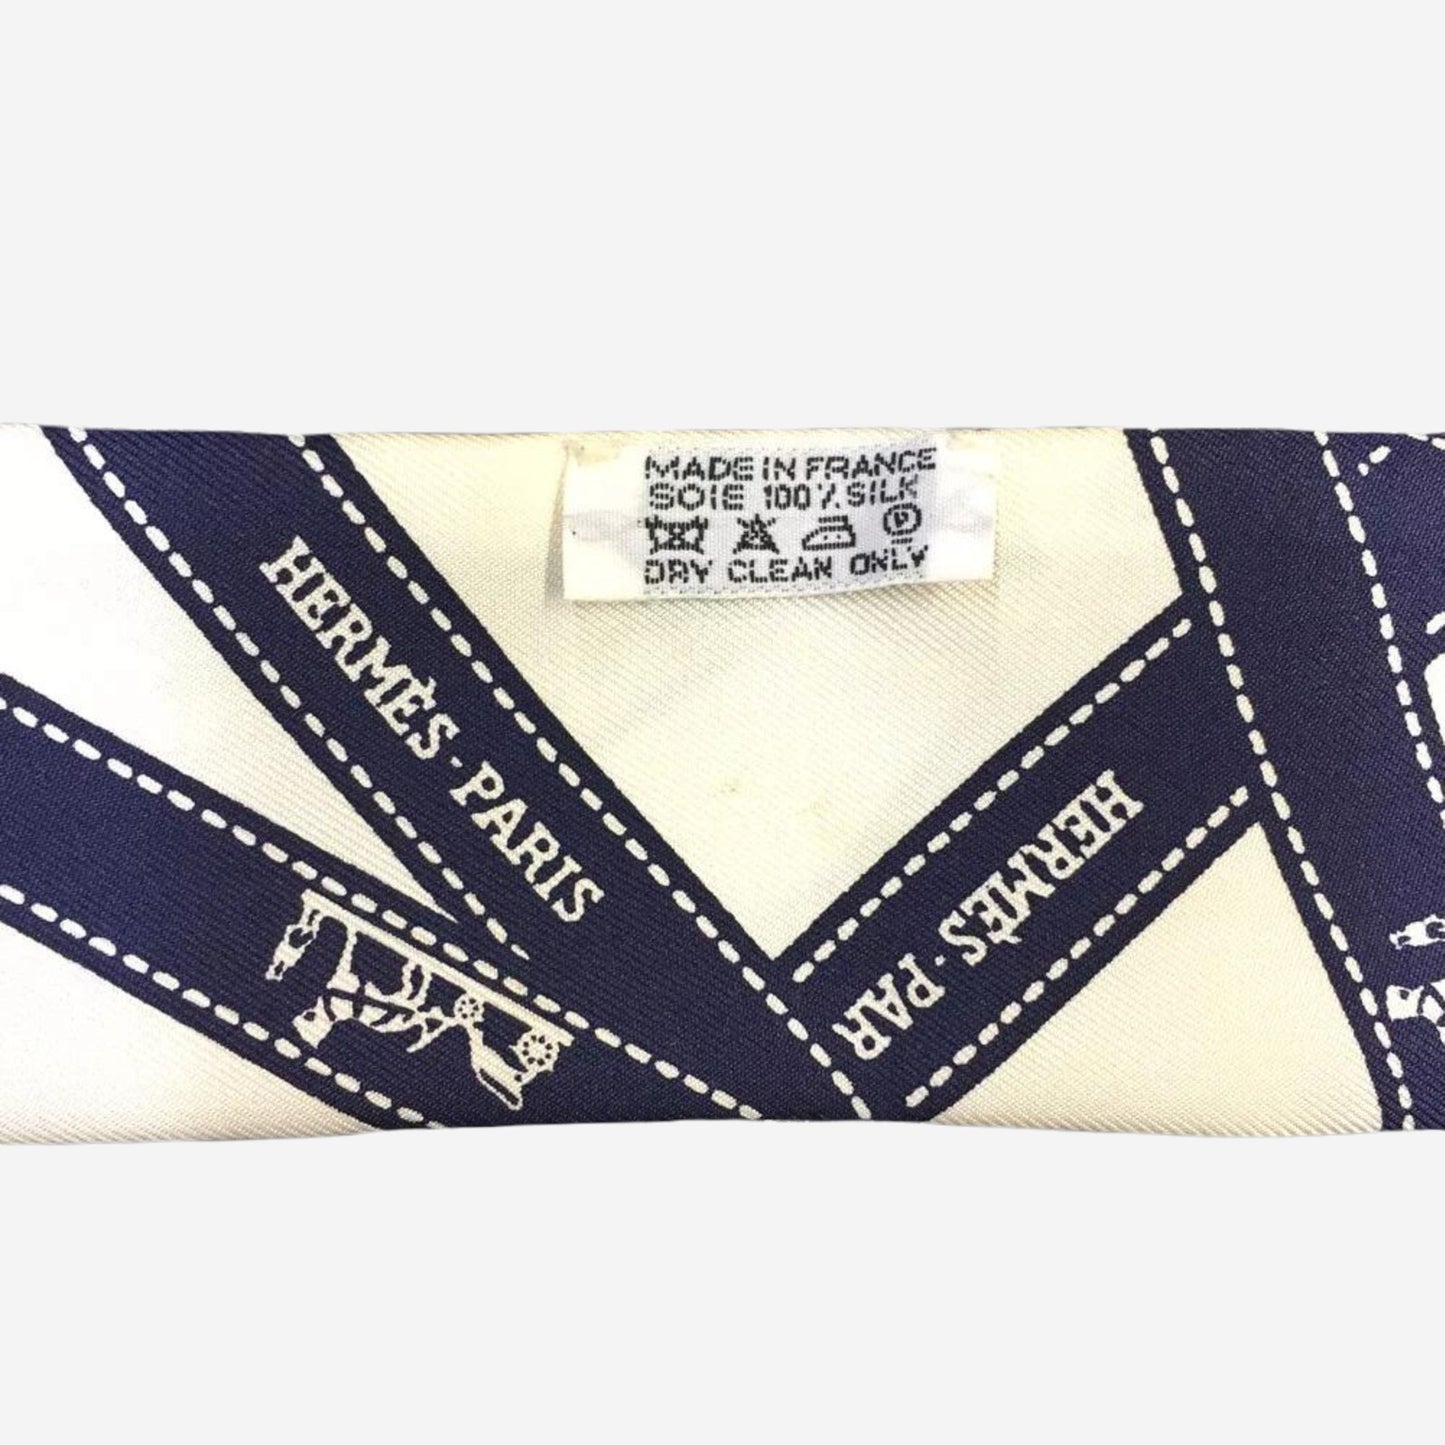 MADE IN FRANCE
SOIE 100% SILK
DRY CLEAN ONLY
HERMÈS·PARIS
HERMÈS·PAR